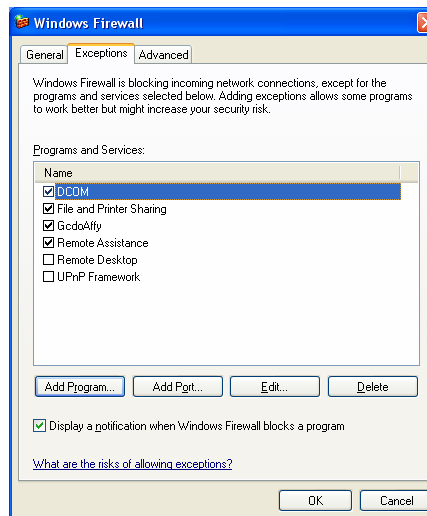 Windows Firewall
General Exceptions Advanced
Windows Firewall is blocking incoming network connections, except for the
programs and services selected below. Adding exceptions allows some programs
to work better but might increase your security risk.
Programs and Services:
Name
DCOM
File and Printer Sharing
GcdoAffy
Remote Assistance
Remote Desktop
UPnP Framework
Add Program... Add Port... Edit... Delete
Display a notification when Windows Firewall blocks a program
What are the risks of allowing exceptions?
OK Cancel